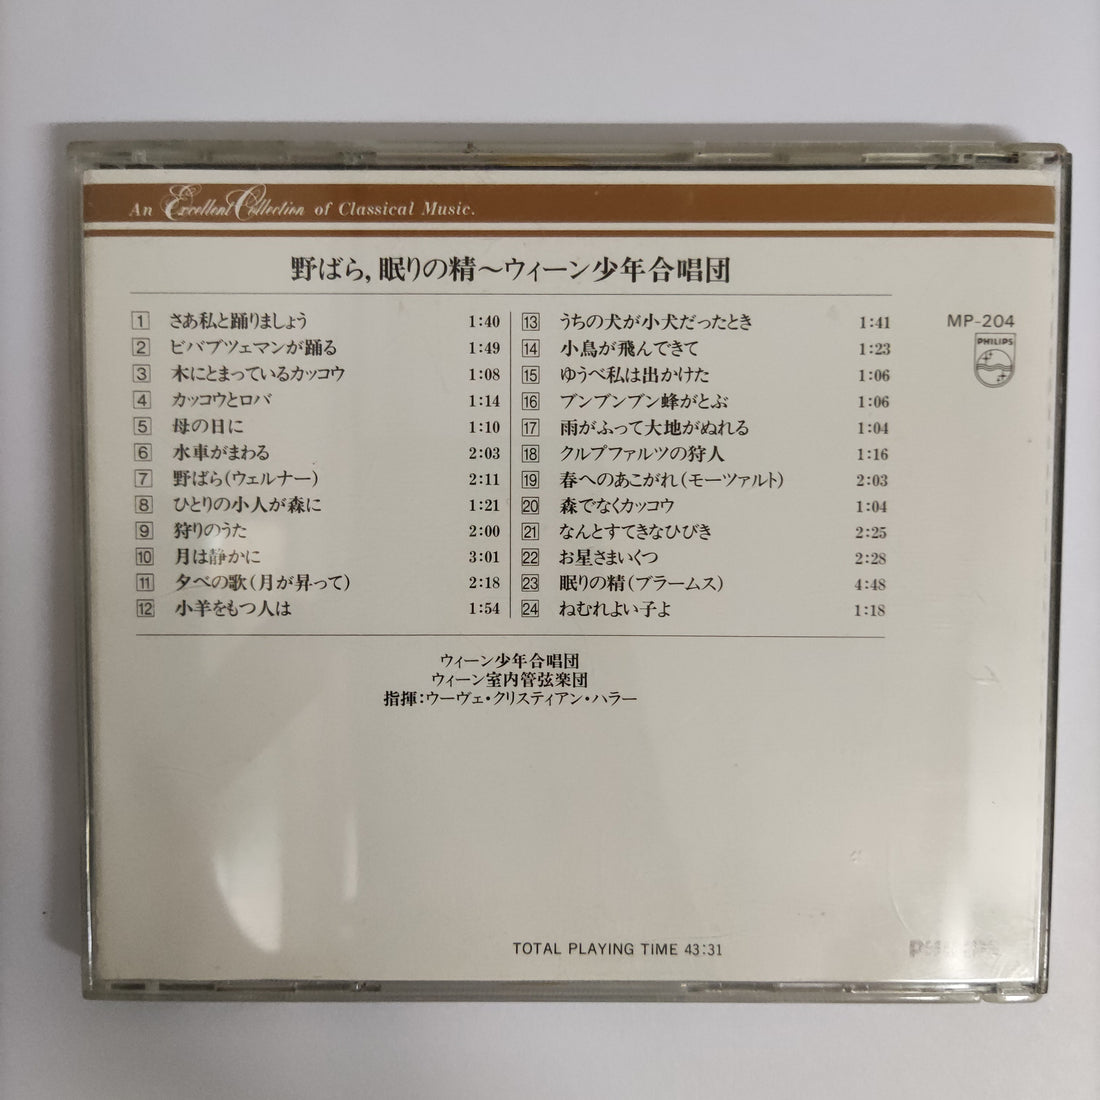 An Excellent Collection of Classical Music.
野ばら,眠りの精〜ウィーン少年合唱団
1 さあ私と踊りましょう 1:40
2 ビバブツェマンが踊る 1:49
3 木にとまっているカッコウ 1:08
4 カッコウとロバ 1:14
5 母の日に 1:10
6 水車がまわる 2:03
7 野ばら(ウェルナー) 2:11
8 ひとりの小人が森に 1:21
9 狩りのうた 2:00
10 月は静かに 3:01
11 夕べの歌(月が昇って) 2:18
12 小羊をもつ人は 1:54
13 うちの犬が小犬だったとき 1:41
14 小鳥が飛んできて 1:23
15 ゆうべ私は出かけた 1:06
16 ブンブンブン蜂がとぶ 1:06
17 雨がふって大地がぬれる 1:04
18 クルプファルツの狩人 1:16
19 春へのあこがれ(モーツァルト) 2:03
20 森でなくカッコウ 1:04
21 なんとすてきなひびき 2:25
22 お星さまいくつ 2:28
23 眠りの精(ブラームス) 4:48
24 ねむれよい子よ 1:18
MP-204
PHILIPS
ウィーン少年合唱団
ウィーン室内管弦楽団
指揮:ウーヴェ・クリスティアン・ハラー
TOTAL PLAYING TIME 43:31